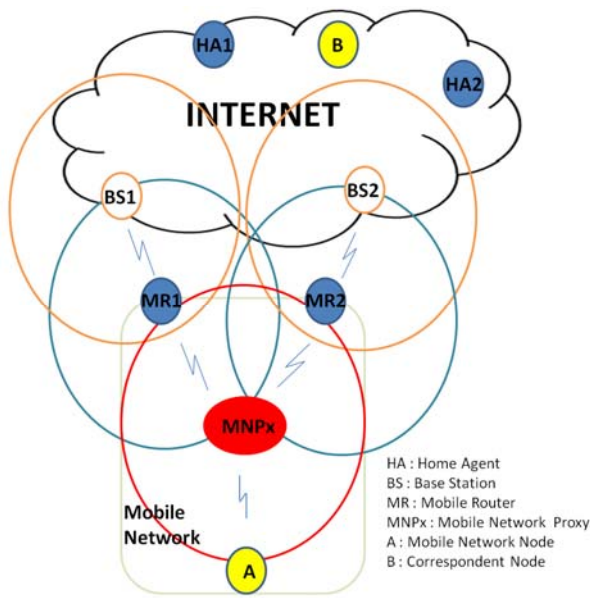 HA1
B
HA2
INTERNET
BS1
BS2
MR1
MR2
MNPx
Mobile
Network
A
HA : Home Agent
BS : Base Station
MR : Mobile Router
MNPx : Mobile Network Proxy
A : Mobile Network Node
B : Correspondent Node